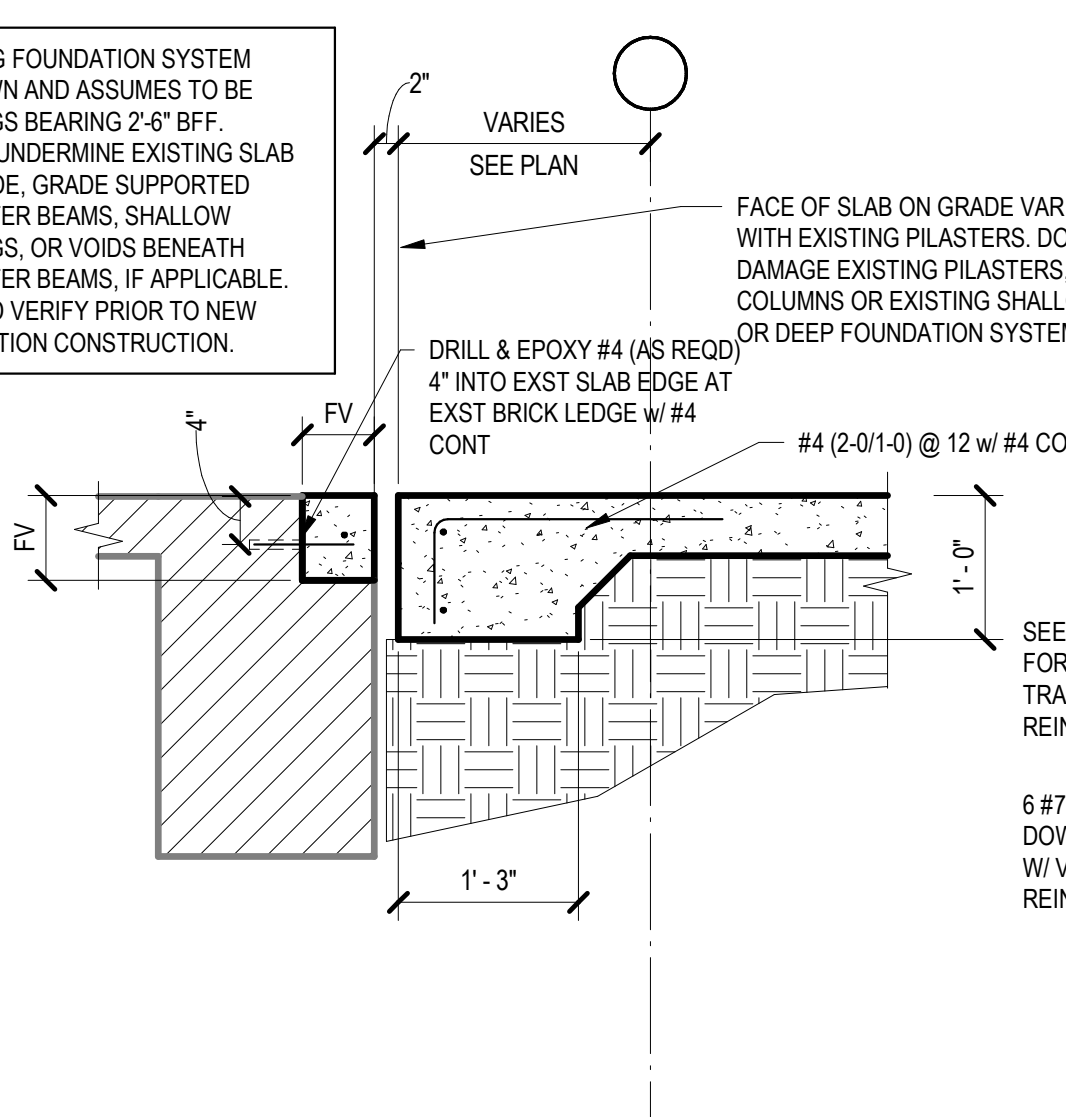 G FOUNDATION SYSTEM
WN AND ASSUMES TO BE
GS BEARING 2'-6" BFF.
UNDERMINE EXISTING SLAB
DE, GRADE SUPPORTED
TER BEAMS, SHALLOW
GS, OR VOIDS BENEATH
TER BEAMS, IF APPLICABLE.
O VERIFY PRIOR TO NEW
TION CONSTRUCTION.
2"
VARIES
SEE PLAN
FACE OF SLAB ON GRADE VAR
WITH EXISTING PILASTERS. DO
DAMAGE EXISTING PILASTERS,
COLUMNS OR EXISTING SHALL
OR DEEP FOUNDATION SYSTEM
DRILL & EPOXY #4 (AS REQD)
4" INTO EXST SLAB EDGE AT
EXST BRICK LEDGE w/ #4
CONT
4"
FV
#4 (2-0/1-0) @ 12 w/ #4 CO
FV
1' - 0"
SEE
FOR
TRA
REIN
6 #7
DOW
W/ V
REIN
1' - 3"